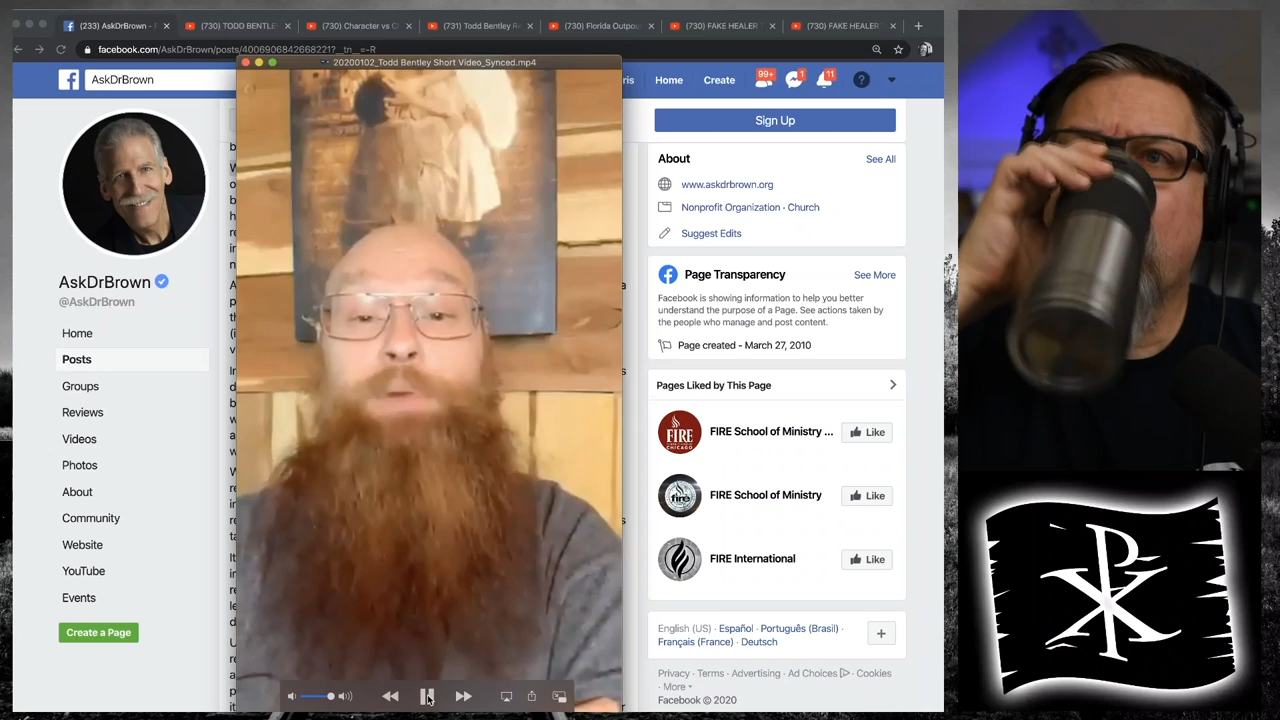 (233) AskDrBrown -
(730) TODD BENTLE
(730) Character vs C
(731) Todd Bentley R
(730) Florida Outpou
(730) FAKE HEALER
(730) FAKE HEALER
facebook.com/AskDrBrown/posts/4006906842668221?__tn__=-R
20200102_Todd Bentley Short Video_Synced.mp4
AskDrBrown
ris
Home
Create
99+
1
11
Sign Up
AskDrBrown
@AskDrBrown
Home
Posts
Groups
Reviews
Videos
Photos
About
Community
Website
YouTube
Events
Create a Page
About
See All
www.askdrbrown.org
Nonprofit Organization · Church
Suggest Edits
Page Transparency
See More
Facebook is showing information to help you better
understand the purpose of a Page. See actions taken by
the people who manage and post content.
Page created - March 27, 2010
Pages Liked by This Page
FIRE
CHICAGO
FIRE School of Ministry ...
Like
fire
FIRE School of Ministry
Like
FIRE International
Like
English (US) · Español · Português (Brasil) ·
Français (France) · Deutsch
Privacy · Terms · Advertising · Ad Choices · Cookies
· More
Facebook © 2020